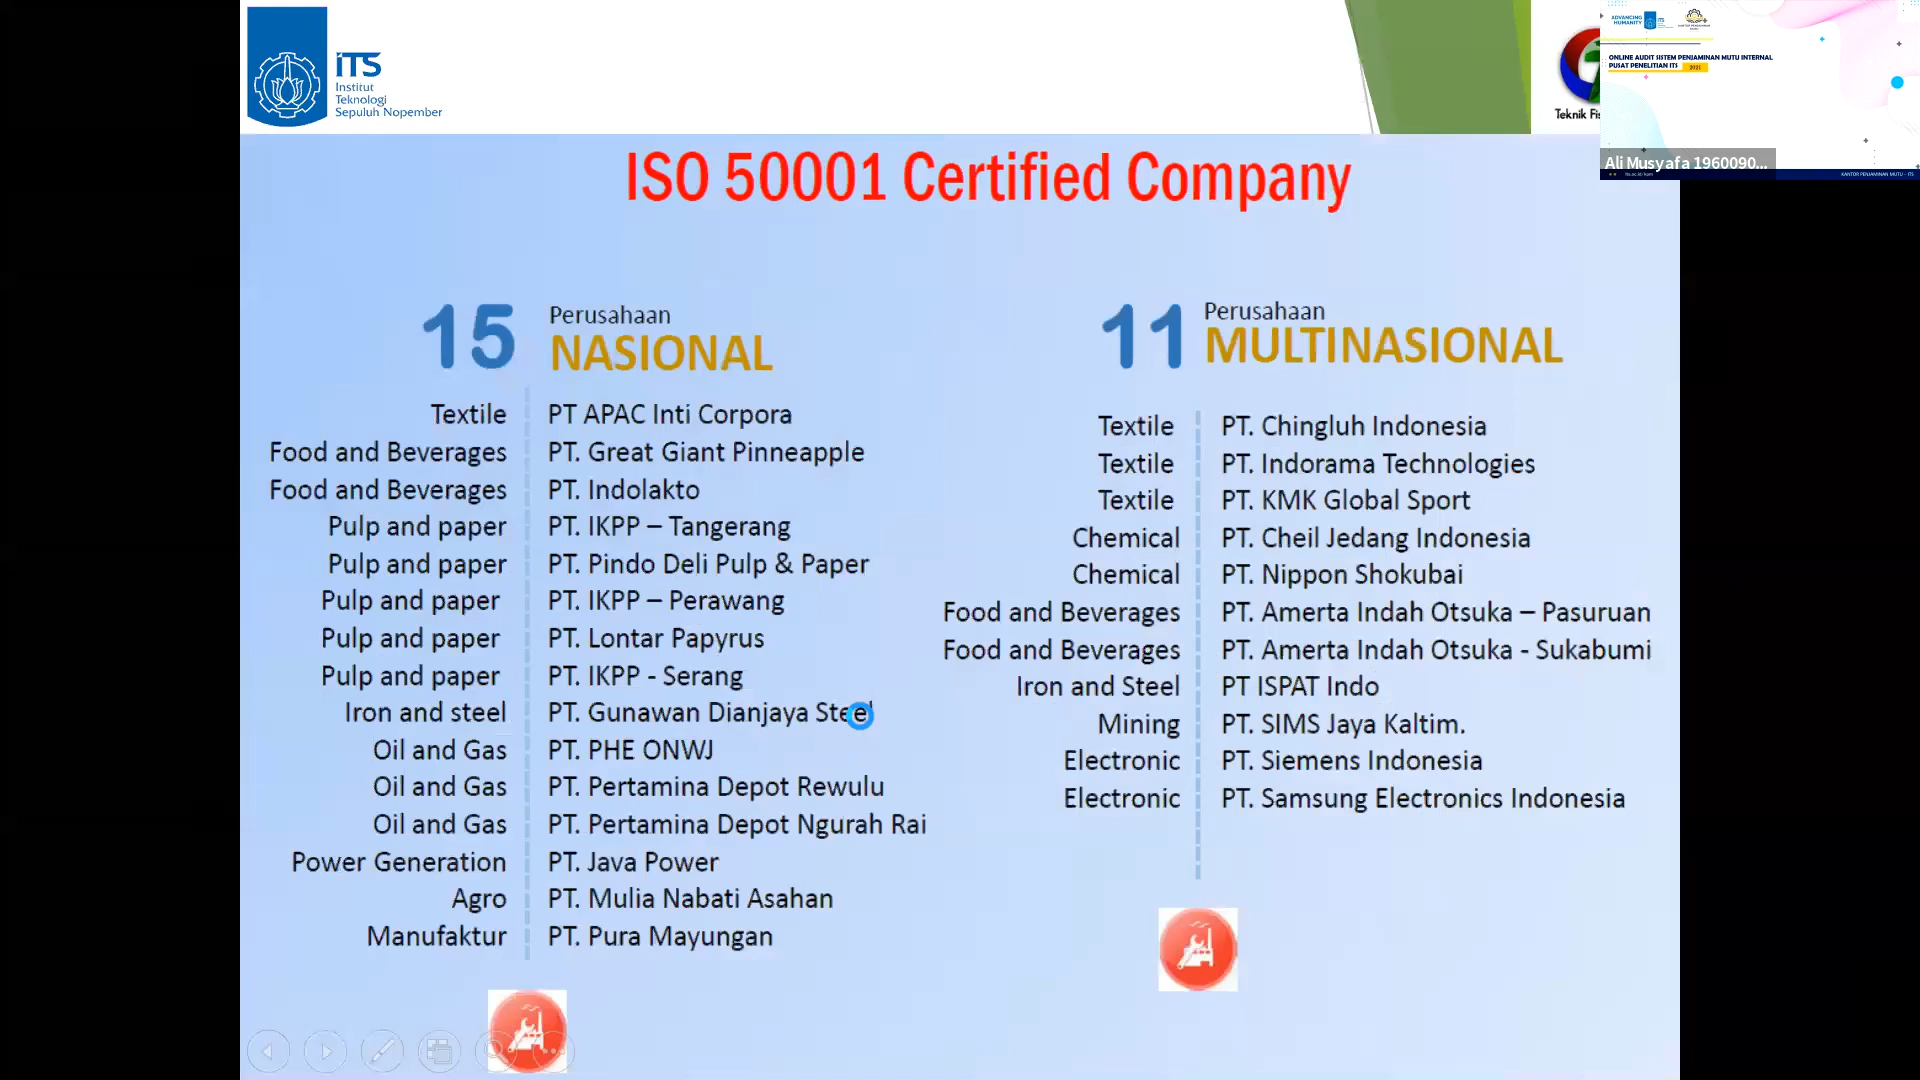 iTS
Institut
Teknologi
Sepuluh Nopember
Teknik Fis
ADVANCING
HUMANITY
ITS
ONLINE AUDIT SISTEM PENJAMINAN MUTU INTERNAL
PUSAT PENELITIAN ITS 2021
Ali Musyafa 1960090...
KANTOR PENJAMINAN MUTU - ITS
ISO 50001 Certified Company
15 Perusahaan
NASIONAL
Textile PT APAC Inti Corpora
Food and Beverages PT. Great Giant Pinneapple
Food and Beverages PT. Indolakto
Pulp and paper PT. IKPP – Tangerang
Pulp and paper PT. Pindo Deli Pulp & Paper
Pulp and paper PT. IKPP – Perawang
Pulp and paper PT. Lontar Papyrus
Pulp and paper PT. IKPP - Serang
Iron and steel PT. Gunawan Dianjaya Steel
Oil and Gas PT. PHE ONWJ
Oil and Gas PT. Pertamina Depot Rewulu
Oil and Gas PT. Pertamina Depot Ngurah Rai
Power Generation PT. Java Power
Agro PT. Mulia Nabati Asahan
Manufaktur PT. Pura Mayungan
11 Perusahaan
MULTINASIONAL
Textile PT. Chingluh Indonesia
Textile PT. Indorama Technologies
Textile PT. KMK Global Sport
Chemical PT. Cheil Jedang Indonesia
Chemical PT. Nippon Shokubai
Food and Beverages PT. Amerta Indah Otsuka – Pasuruan
Food and Beverages PT. Amerta Indah Otsuka - Sukabumi
Iron and Steel PT ISPAT Indo
Mining PT. SIMS Jaya Kaltim.
Electronic PT. Siemens Indonesia
Electronic PT. Samsung Electronics Indonesia